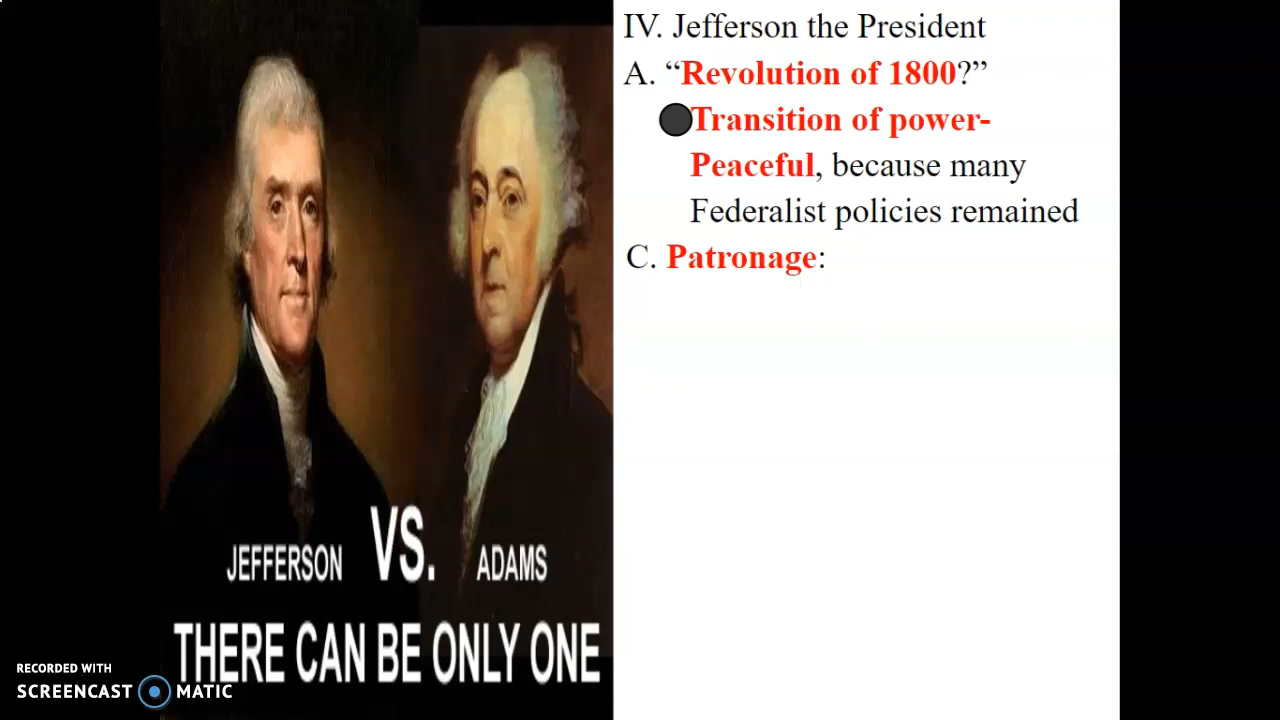 IV. Jefferson the President
A. “Revolution of 1800?”
Transition of power-
Peaceful, because many
Federalist policies remained
C. Patronage:
JEFFERSON VS. ADAMS
THERE CAN BE ONLY ONE
RECORDED WITH
SCREENCAST MATIC